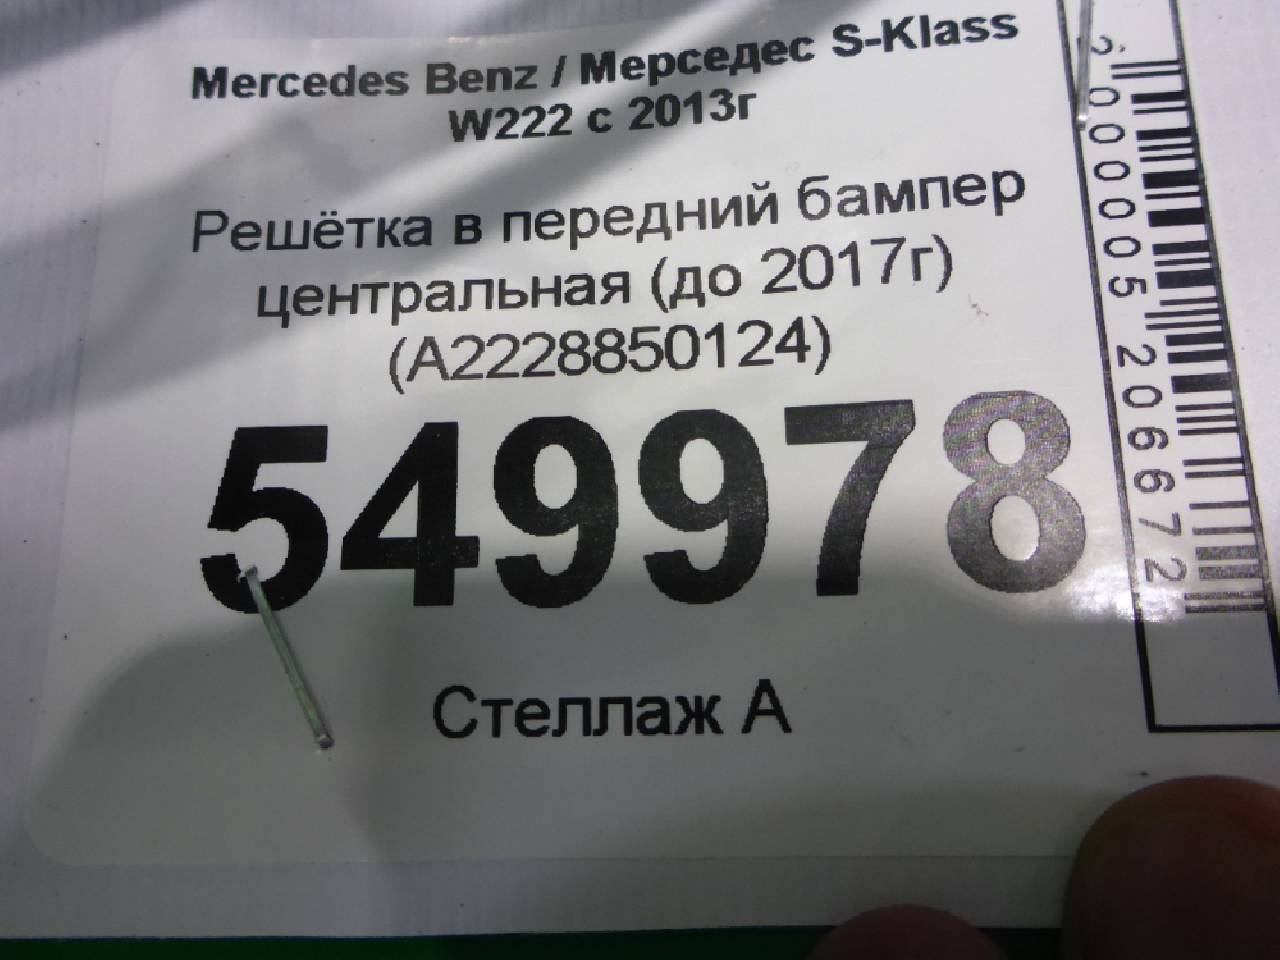 Mercedes Benz / Мерседес S-Klass
W222 с 2013г
Решётка в передний бампер
центральная (до 2017г)
(A2228850124)
549978
Стеллаж А
2000005206672